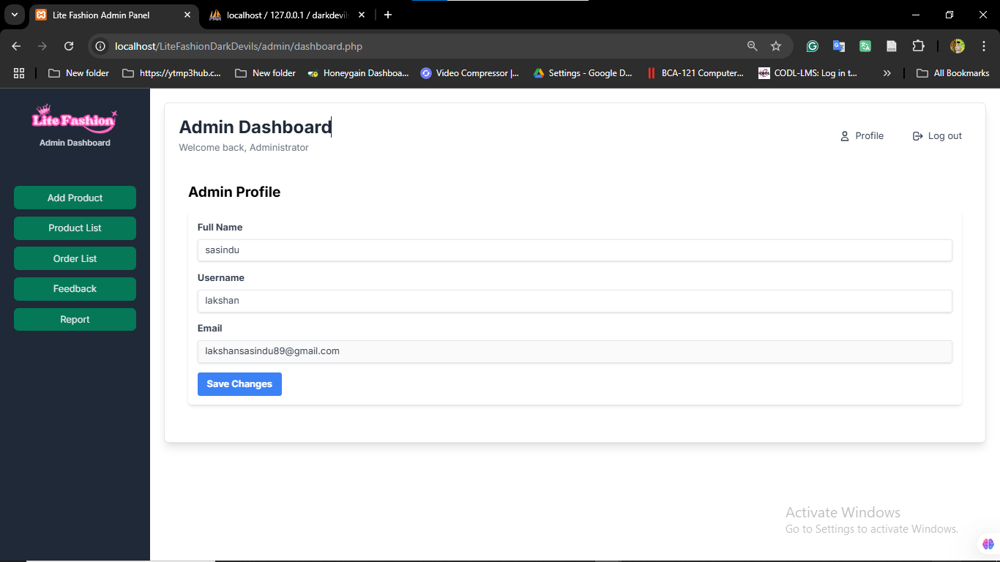 Lite Fashion Admin Panel
localhost / 127.0.0.1 / darkdevil
localhost/LiteFashionDarkDevils/admin/dashboard.php
New folder
https://ytmp3hub.c...
New folder
Honeygain Dashboa...
Video Compressor |...
Settings - Google D...
BCA-121 Computer...
CODL-LMS: Log in t...
All Bookmarks
Lite Fashion
Admin Dashboard
Add Product
Product List
Order List
Feedback
Report
Admin Dashboard
Welcome back, Administrator
Profile
Log out
Admin Profile
Full Name
sasindu
Username
lakshan
Email
lakshansasindu89@gmail.com
Save Changes
Activate Windows
Go to Settings to activate Windows.